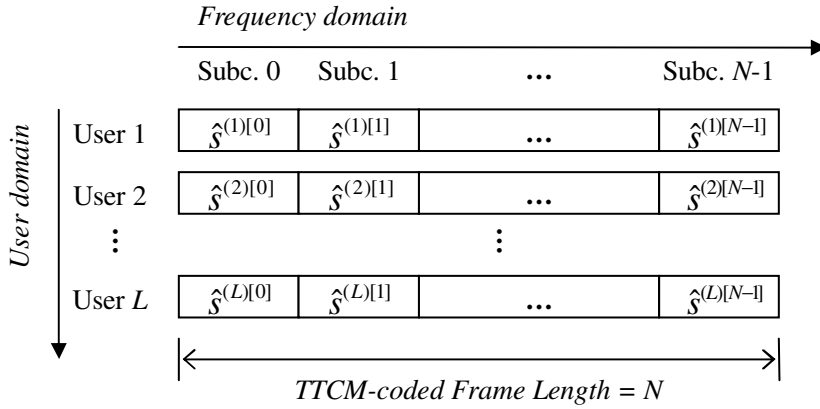 Frequency domain
Subc. 0 Subc. 1 ... Subc. N-1
User domain
User 1 ŝ^(1)[0] ŝ^(1)[1] ... ŝ^(1)[N−1]
User 2 ŝ^(2)[0] ŝ^(2)[1] ... ŝ^(2)[N−1]
⋮ ⋮
User L ŝ^(L)[0] ŝ^(L)[1] ... ŝ^(L)[N−1]
TTCM-coded Frame Length = N